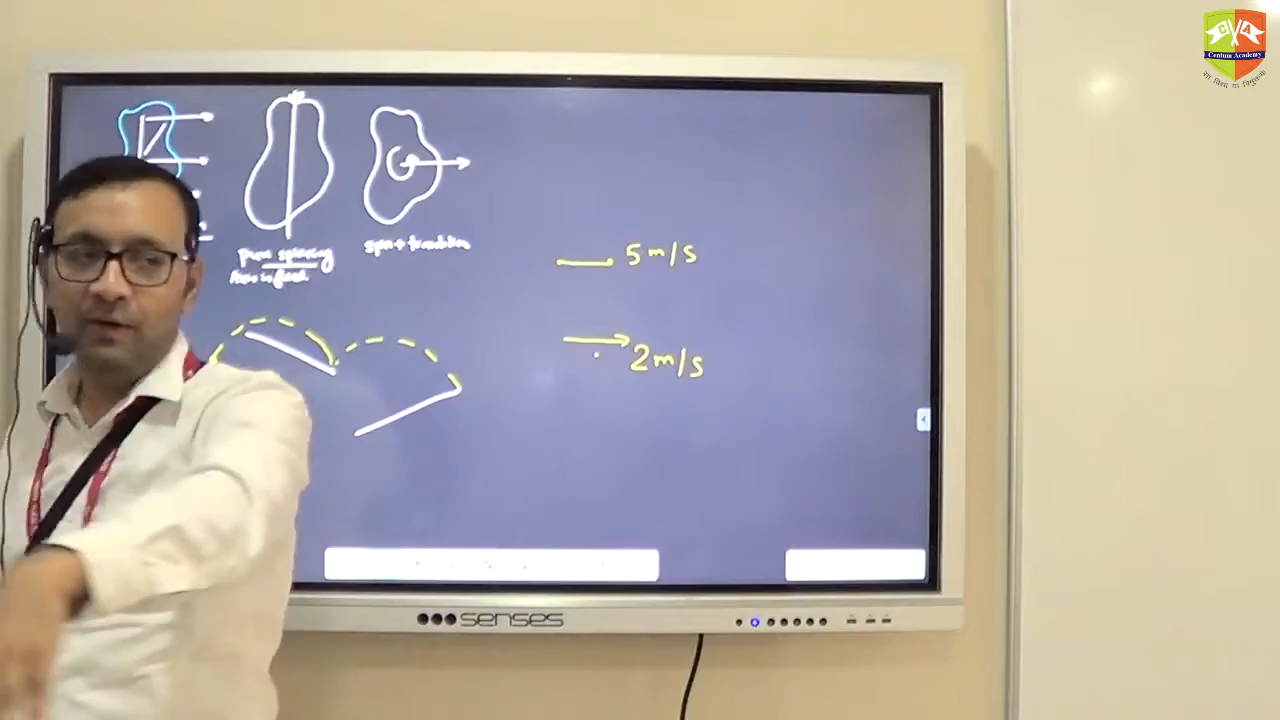 Centum Academy
pure spinning
Axis is fixed.
spin + translation
5 m/s
2 m/s
senses